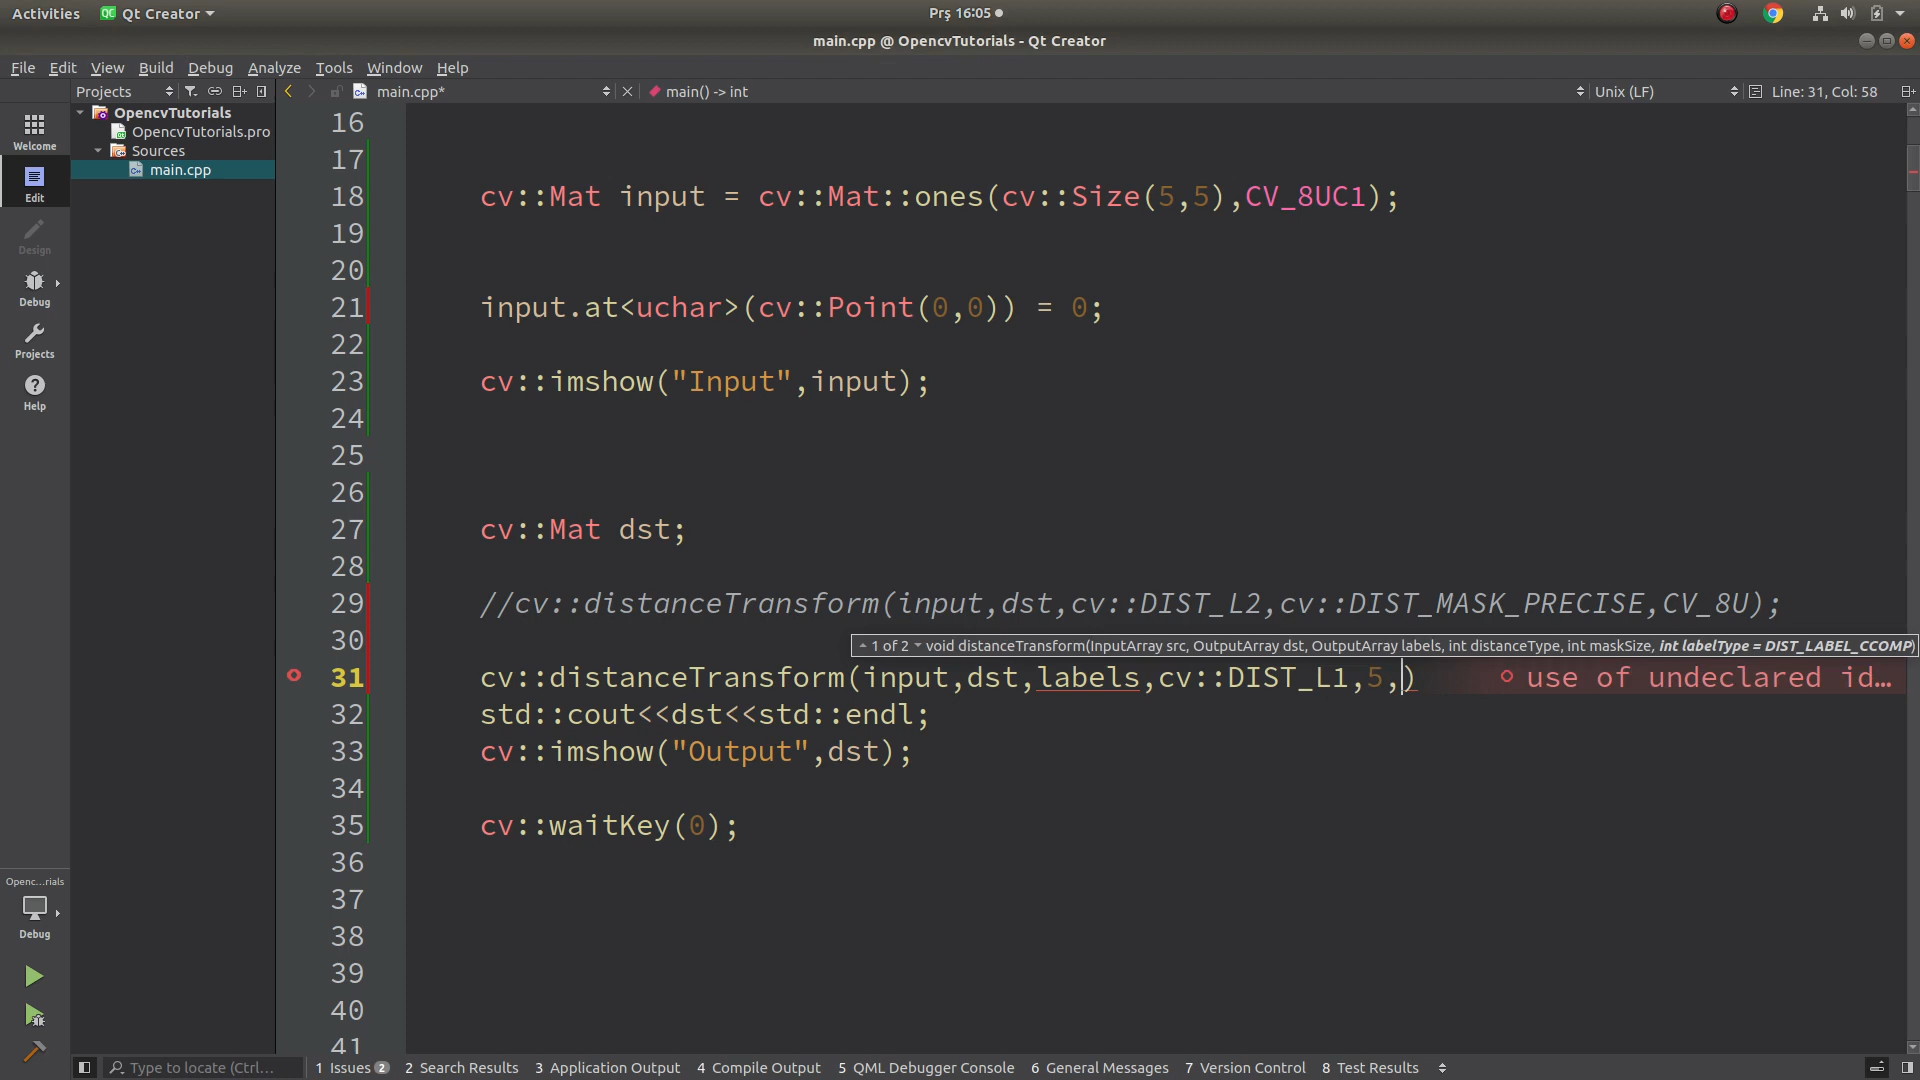 Activities Qt Creator Prş 16:05
main.cpp @ OpencvTutorials - Qt Creator
File Edit View Build Debug Analyze Tools Window Help
Projects main.cpp* main() -> int Unix (LF) Line: 31, Col: 58
OpencvTutorials
OpencvTutorials.pro
Sources
main.cpp
Welcome
Edit
Design
Debug
Projects
Help
16
17
18 cv::Mat input = cv::Mat::ones(cv::Size(5,5),CV_8UC1);
19
20
21 input.at<uchar>(cv::Point(0,0)) = 0;
22
23 cv::imshow("Input",input);
24
25
26
27 cv::Mat dst;
28
29 //cv::distanceTransform(input,dst,cv::DIST_L2,cv::DIST_MASK_PRECISE,CV_8U);
30
1 of 2 void distanceTransform(InputArray src, OutputArray dst, OutputArray labels, int distanceType, int maskSize, int labelType = DIST_LABEL_CCOMP)
31 cv::distanceTransform(input,dst,labels,cv::DIST_L1,5,) use of undeclared id…
32 std::cout<<dst<<std::endl;
33 cv::imshow("Output",dst);
34
35 cv::waitKey(0);
36
37
38
39
40
41
Openc…rials
Debug
Type to locate (Ctrl… 1 Issues 2 2 Search Results 3 Application Output 4 Compile Output 5 QML Debugger Console 6 General Messages 7 Version Control 8 Test Results